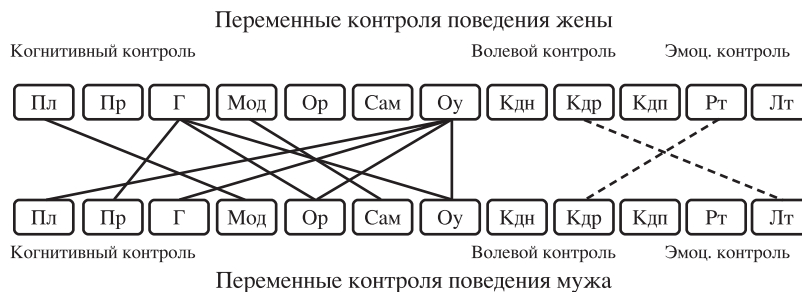 Переменные контроля поведения жены
Когнитивный контроль Волевой контроль Эмоц. контроль
Пл Пр Г Мод Ор Сам Оу Кдн Кдр Кдп Рт Лт
Пл Пр Г Мод Ор Сам Оу Кдн Кдр Кдп Рт Лт
Когнитивный контроль Волевой контроль Эмоц. контроль
Переменные контроля поведения мужа